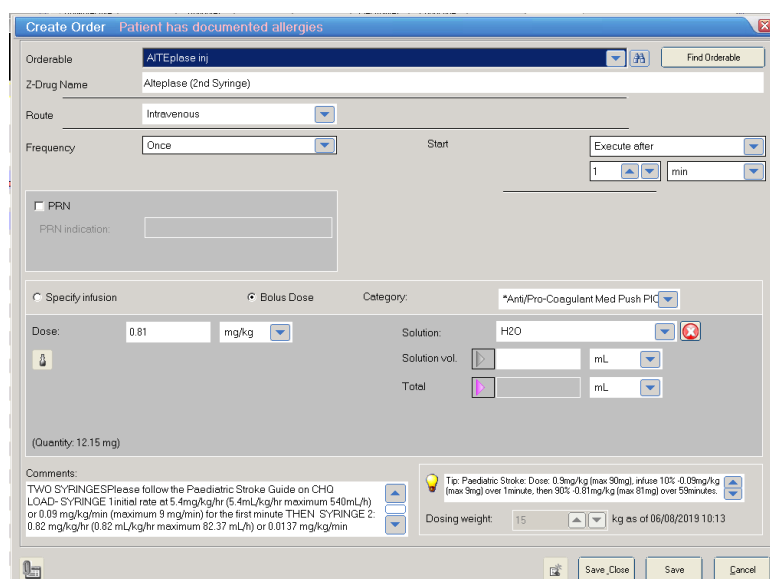 Create Order Patient has documented allergies
Orderable AlTEplase inj Find Orderable
Z-Drug Name Alteplase (2nd Syringe)
Route Intravenous
Frequency Once Start Execute after
1 min
PRN
PRN indication:
Specify infusion Bolus Dose Category: *Anti/Pro-Coagulant Med Push PIC
Dose: 0.81 mg/kg Solution: H2O
Solution vol. mL
Total mL
(Quantity: 12.15 mg)
Comments:
TWO SYRINGESPlease follow the Paediatric Stroke Guide on CHQ
LOAD- SYRINGE 1initial rate at 5.4mg/kg/hr (5.4mL/kg/hr maximum 540mL/h)
or 0.09 mg/kg/min (maximum 9 mg/min) for the first minute THEN SYRINGE 2:
0.82 mg/kg/hr (0.82 mL/kg/hr maximum 82.37 mL/h) or 0.0137 mg/kg/min
Tip: Paediatric Stroke: Dose: 0.9mg/kg (max 90mg), infuse 10% -0.09mg/kg
(max 9mg) over 1minute, then 90% -0.81mg/kg (max 81mg) over 59minutes.
Dosing weight: 15 kg as of 06/08/2019 10:13
Save_Close Save Cancel